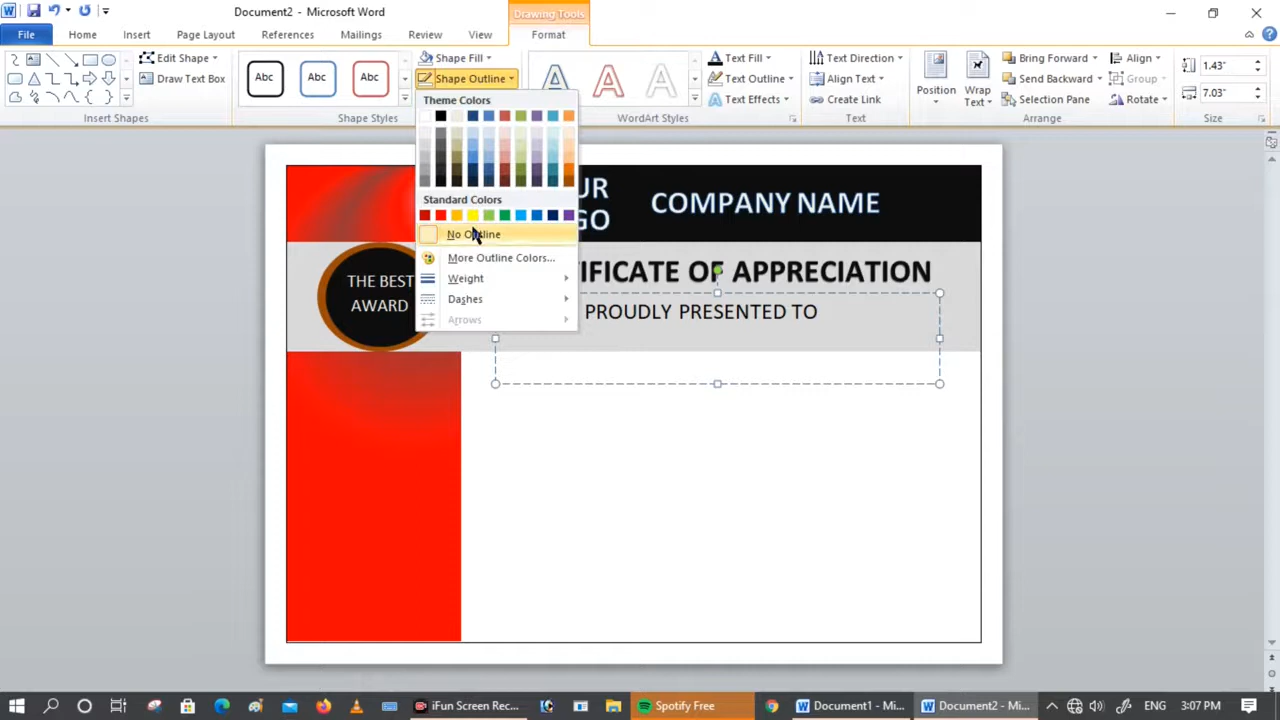 Document2 - Microsoft Word
Drawing Tools
File Home Insert Page Layout References Mailings Review View Format
Edit Shape
Draw Text Box
Insert Shapes
Abc Abc Abc
Shape Fill
Shape Outline
Shape Styles
Theme Colors
Standard Colors
No Outline
More Outline Colors...
Weight
Dashes
Arrows
A A A
Text Fill
Text Outline
Text Effects
WordArt Styles
Text Direction
Align Text
Create Link
Text
Position
Wrap
Text
Bring Forward
Send Backward
Selection Pane
Align
Group
Rotate
Arrange
1.43"
7.03"
Size
UR
GO
COMPANY NAME
TIFICATE OF APPRECIATION
PROUDLY PRESENTED TO
THE BEST
AWARD
iFun Screen Rec... Spotify Free Document1 - Mi... Document2 - Mi... ENG 3:07 PM